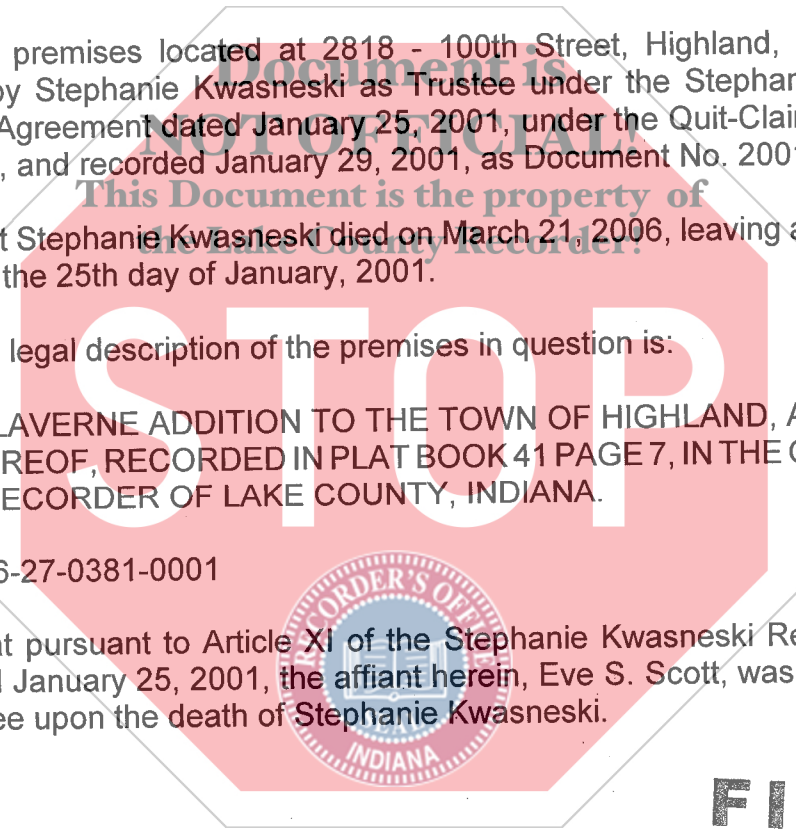 premises located at 2818 - 100th Street, Highland,
Document is
by Stephanie Kwasneski as Trustee under the Stephan
Agreement dated January 25, 2001, under the Quit-Clain
NOT OFFICIAL!
, and recorded January 29, 2001, as Document No. 2001
This Document is the property of
t Stephanie Kwasneski died on March 21, 2006, leaving a
the Lake County Recorder!
the 25th day of January, 2001.
legal description of the premises in question is:
STOP
LAVERNE ADDITION TO THE TOWN OF HIGHLAND, A
REOF, RECORDED IN PLAT BOOK 41 PAGE 7, IN THE O
ECORDER OF LAKE COUNTY, INDIANA.
6-27-0381-0001
RECORDER'S OFFICE
at pursuant to Article XI of the Stephanie Kwasneski Re
d January 25, 2001, the affiant herein, Eve S. Scott, was
ee upon the death of Stephanie Kwasneski.
SEAL
INDIANA
FI